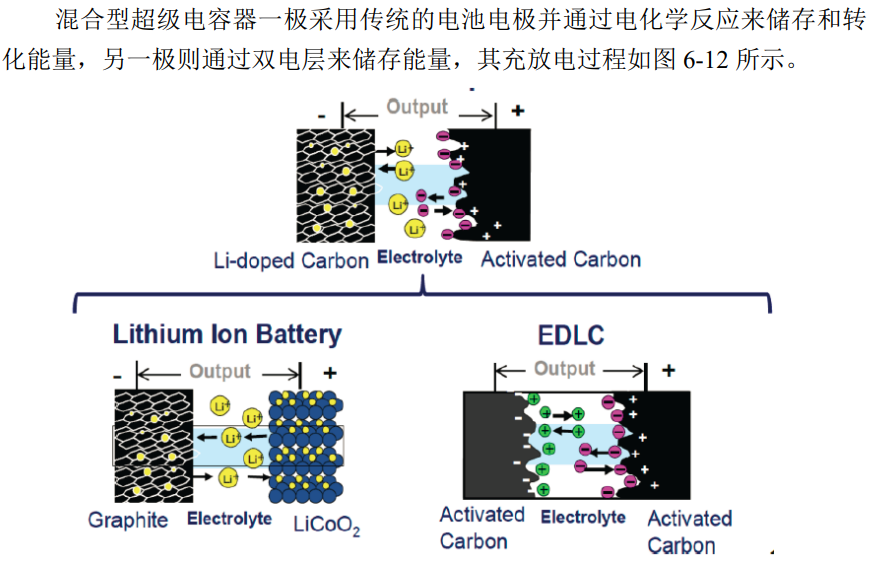 混合型超级电容器一极采用传统的电池电极并通过电化学反应来储存和转
化能量，另一极则通过双电层来储存能量，其充放电过程如图 6-12 所示。
- Output +
Li⁺
Li⁺
Li⁺
Li⁺
Li-doped Carbon Electrolyte Activated Carbon
Lithium Ion Battery
- Output +
Li⁺
Li⁺
Li⁺
Li⁺
Li⁺
Graphite Electrolyte LiCoO₂
EDLC
Output +
Activated Carbon Electrolyte Activated Carbon